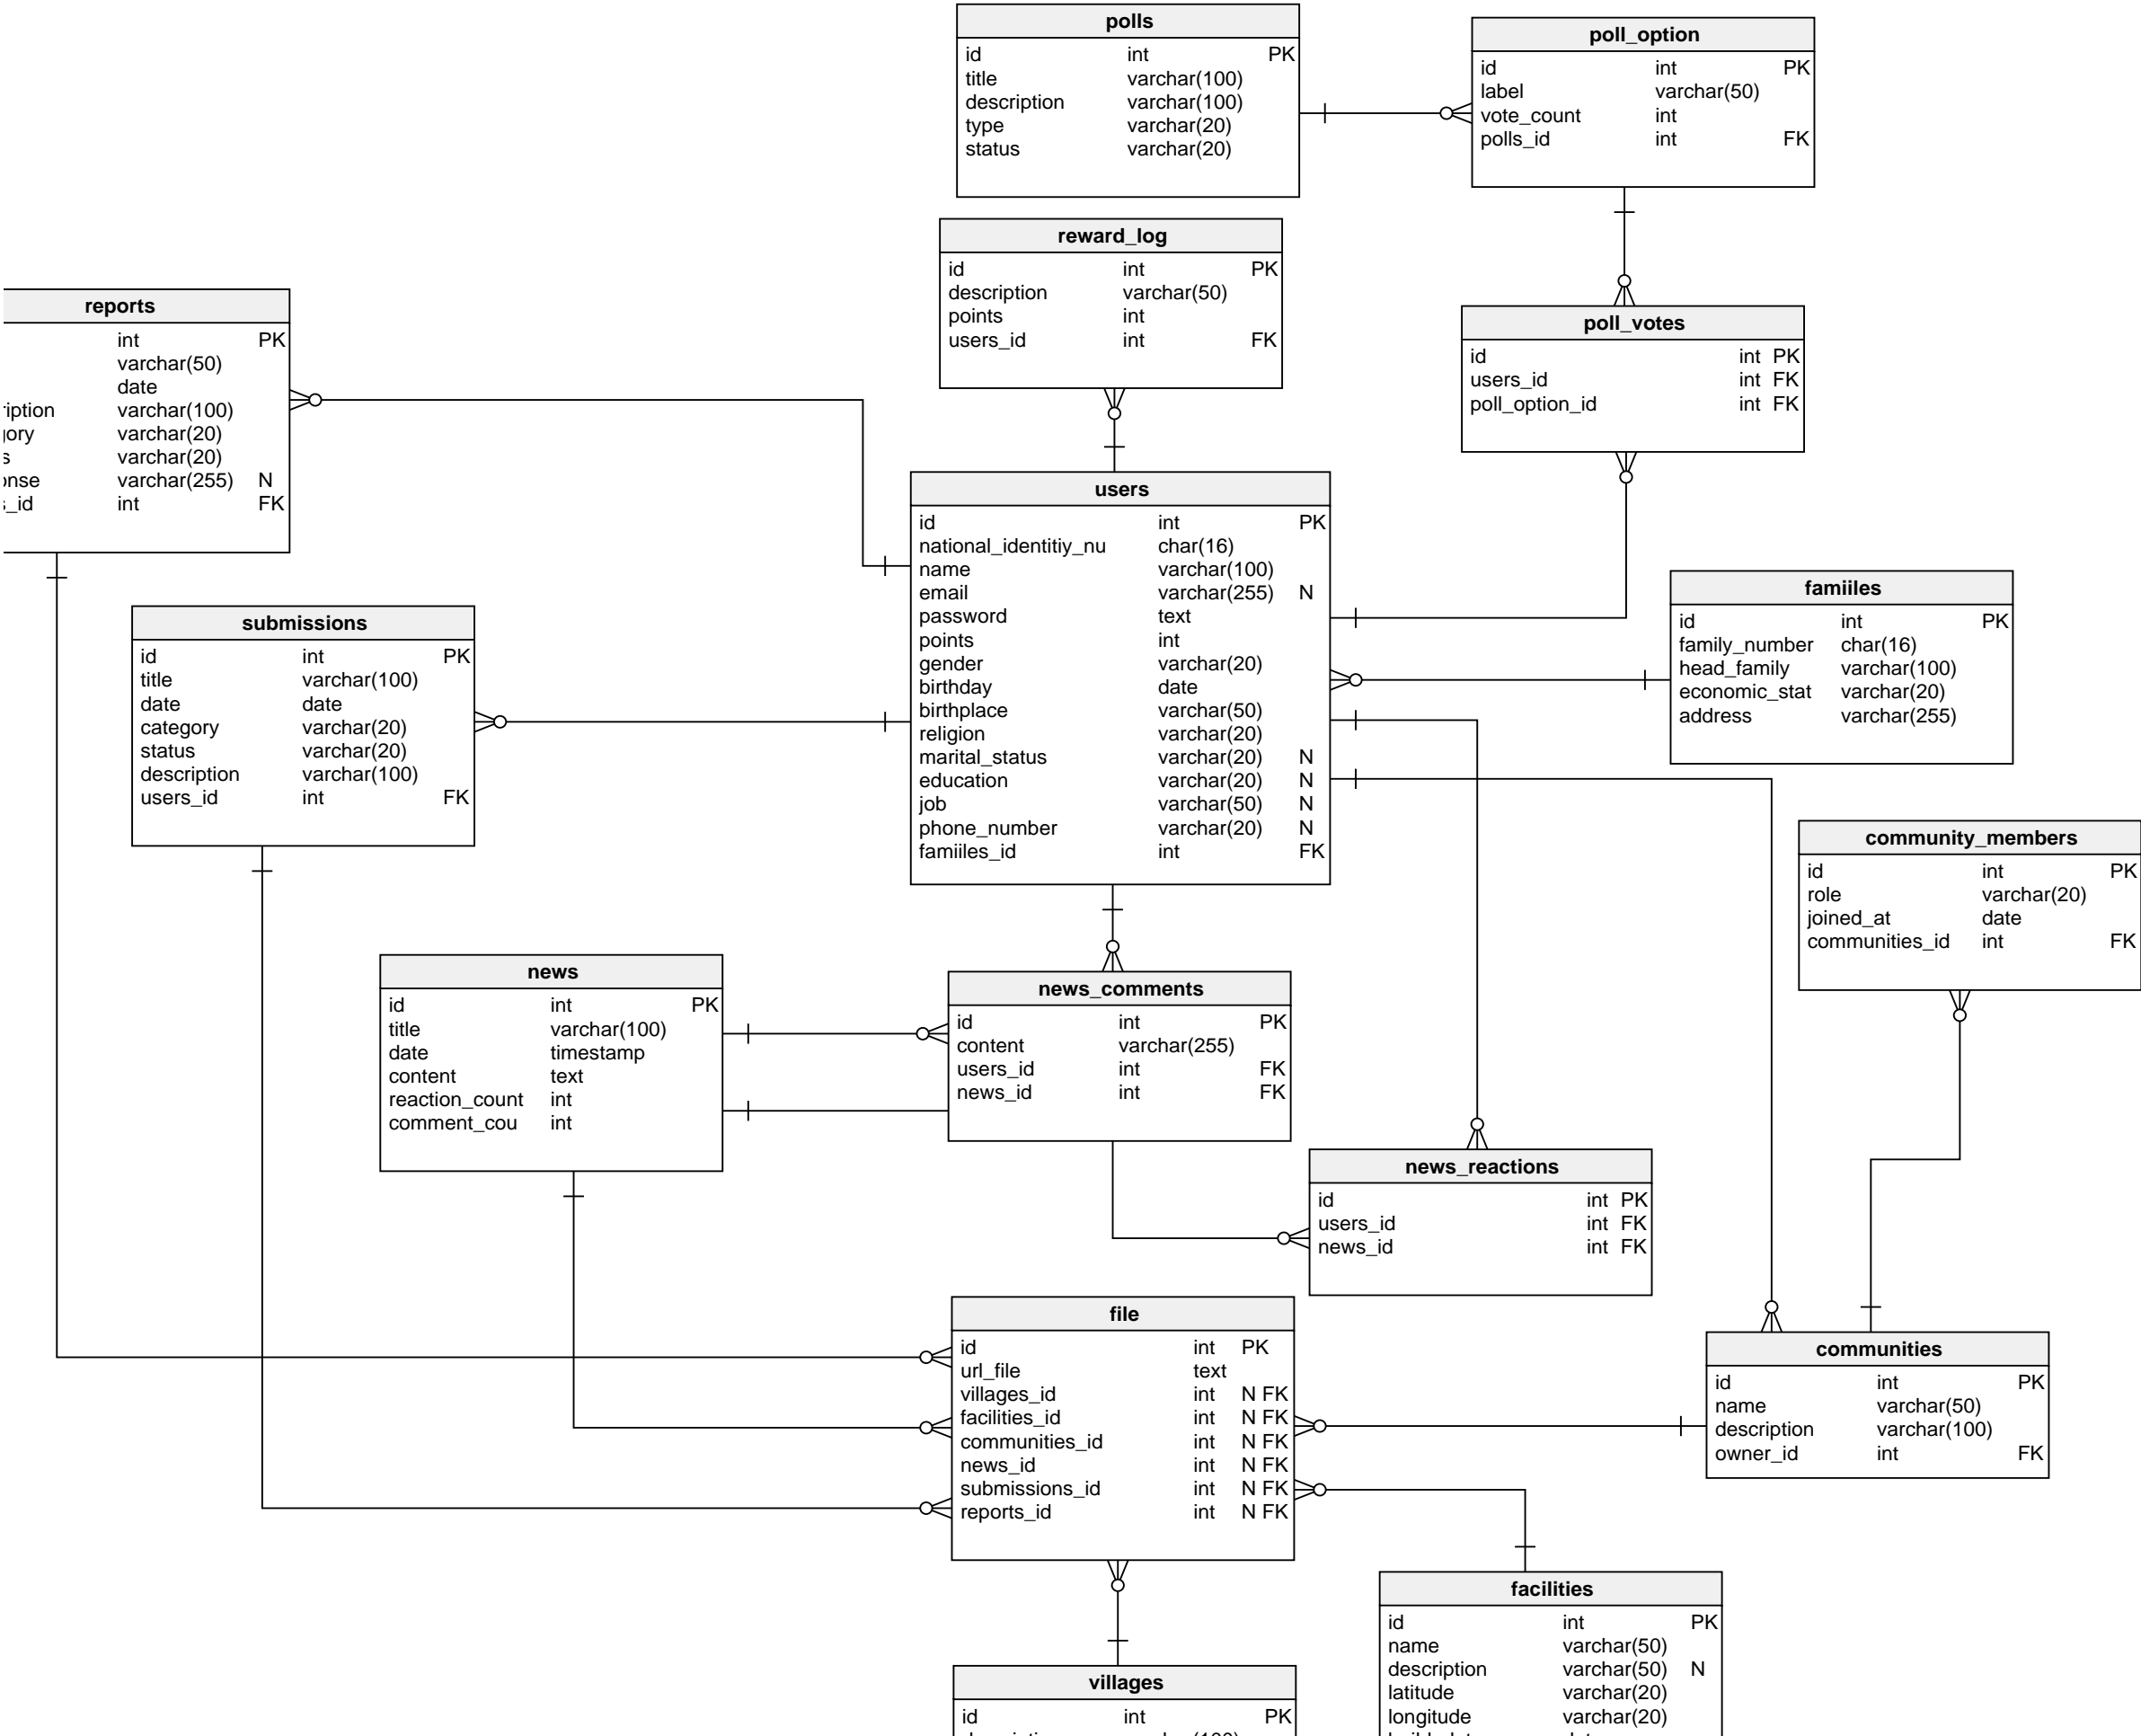 polls
id int PK
title varchar(100)
description varchar(100)
type varchar(20)
status varchar(20)
poll_option
id int PK
label varchar(50)
vote_count int
polls_id int FK
reward_log
id int PK
description varchar(50)
points int
users_id int FK
reports
int PK
varchar(50)
date
ription varchar(100)
gory varchar(20)
s varchar(20)
onse varchar(255) N
s_id int FK
poll_votes
id int PK
users_id int FK
poll_option_id int FK
users
id int PK
national_identitiy_nu char(16)
name varchar(100)
email varchar(255) N
password text
points int
gender varchar(20)
birthday date
birthplace varchar(50)
religion varchar(20)
marital_status varchar(20) N
education varchar(20) N
job varchar(50) N
phone_number varchar(20) N
famiiles_id int FK
famiiles
id int PK
family_number char(16)
head_family varchar(100)
economic_stat varchar(20)
address varchar(255)
submissions
id int PK
title varchar(100)
date date
category varchar(20)
status varchar(20)
description varchar(100)
users_id int FK
community_members
id int PK
role varchar(20)
joined_at date
communities_id int FK
news
id int PK
title varchar(100)
date timestamp
content text
reaction_count int
comment_cou int
news_comments
id int PK
content varchar(255)
users_id int FK
news_id int FK
news_reactions
id int PK
users_id int FK
news_id int FK
file
id int PK
url_file text
villages_id int N FK
facilities_id int N FK
communities_id int N FK
news_id int N FK
submissions_id int N FK
reports_id int N FK
communities
id int PK
name varchar(50)
description varchar(100)
owner_id int FK
facilities
id int PK
name varchar(50)
description varchar(50) N
latitude varchar(20)
longitude varchar(20)
villages
id int PK